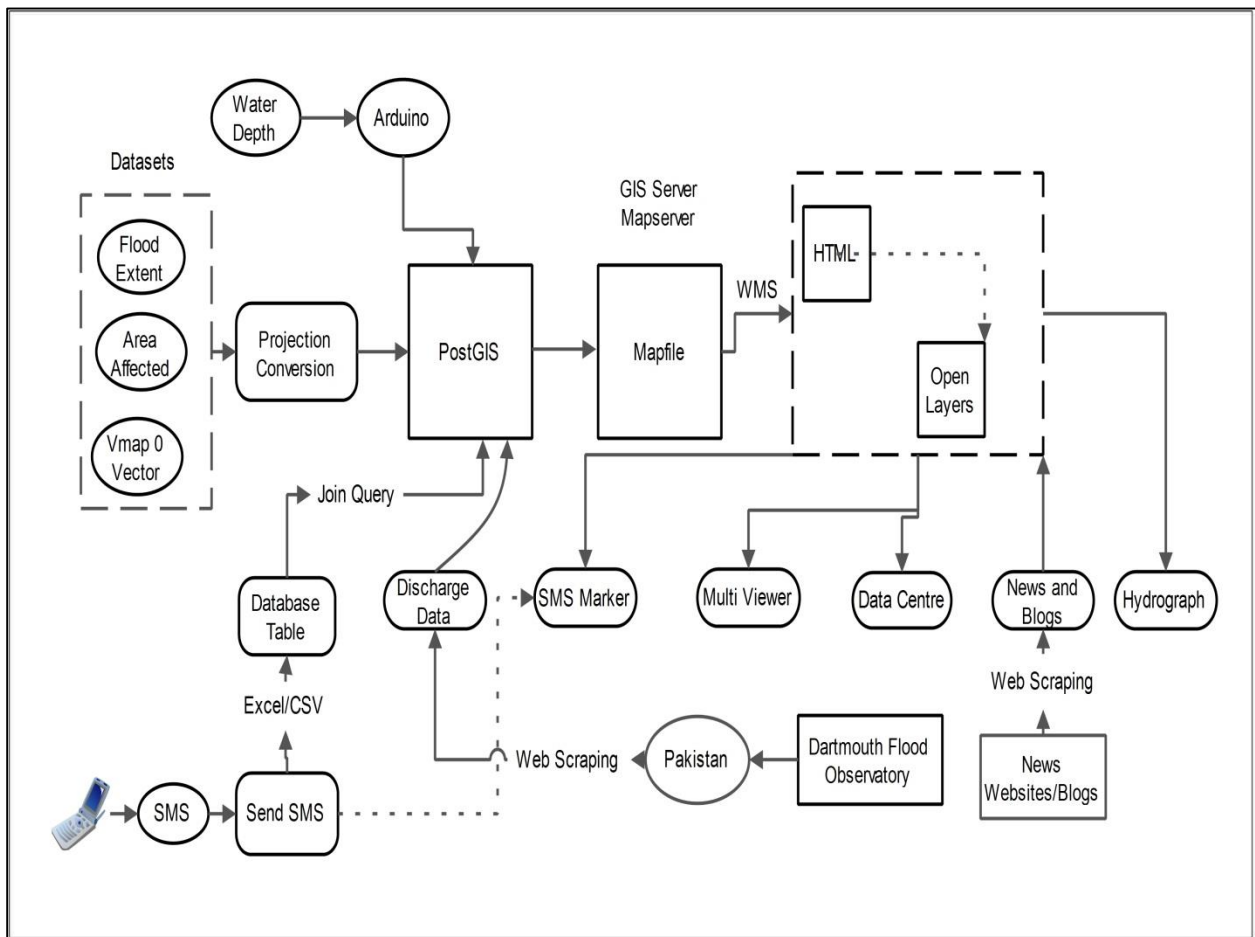 Water
Depth
Arduino
Datasets
GIS Server
Mapserver
Flood
Extent
HTML
WMS
Area
Affected
Projection
Conversion
PostGIS
Mapfile
Open
Layers
Vmap 0
Vector
Join Query
Database
Table
Discharge
Data
SMS Marker
Multi Viewer
Data Centre
News and
Blogs
Hydrograph
Excel/CSV
Web Scraping
Web Scraping
Pakistan
Dartmouth Flood
Observatory
News
Websites/Blogs
SMS
Send SMS